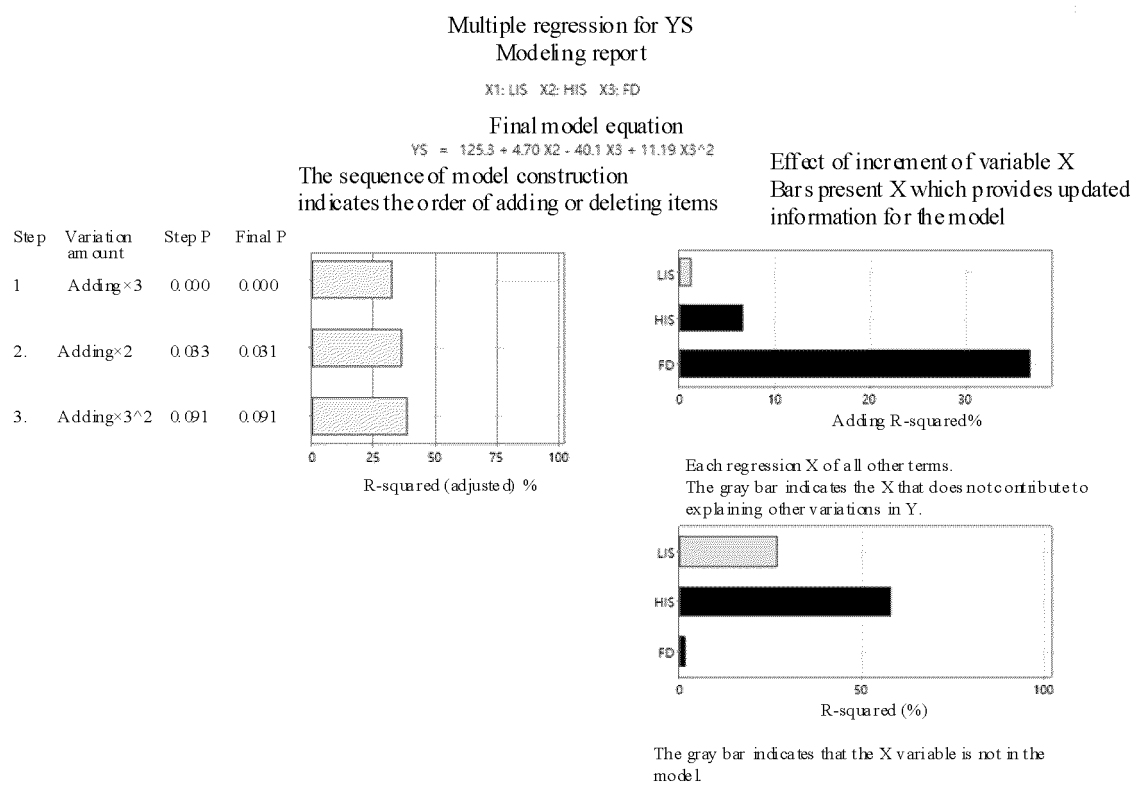 Multiple regression for YS
Modeling report
X1: LIS X2: HIS X3: FD
Final model equation
YS = 125.3 + 4.70 X2 - 40.1 X3 + 11.19 X3^2
The sequence of model construction
indicates the order of adding or deleting items
Step Variation amount Step P Final P
1 Adding×3 0.000 0.000
2. Adding×2 0.033 0.031
3. Adding×3^2 0.091 0.091
0 25 50 75 100
R-squared (adjusted) %
Effect of increment of variable X
Bars present X which provides updated
information for the model
LIS
HIS
FD
0 10 20 30
Adding R-squared%
Each regression X of all other terms.
The gray bar indicates the X that does not contribute to
explaining other variations in Y.
LIS
HIS
FD
0 50 100
R-squared (%)
The gray bar indicates that the X variable is not in the
model.